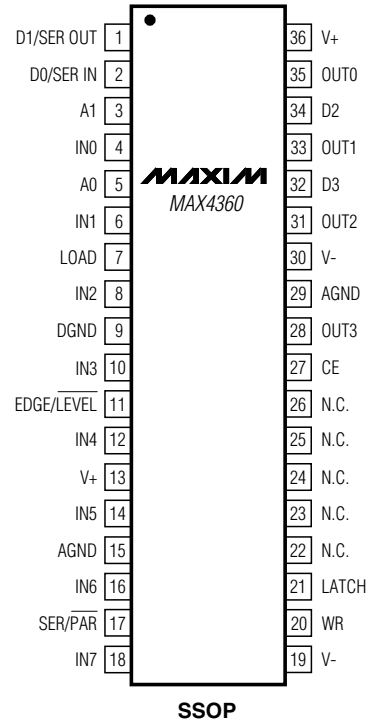 D1/SER OUT 1 36 V+
D0/SER IN 2 35 OUT0
A1 3 34 D2
IN0 4 33 OUT1
A0 5 MAXIM 32 D3
MAX4360
IN1 6 31 OUT2
LOAD 7 30 V-
IN2 8 29 AGND
DGND 9 28 OUT3
IN3 10 27 CE
EDGE/LEVEL 11 26 N.C.
IN4 12 25 N.C.
V+ 13 24 N.C.
IN5 14 23 N.C.
AGND 15 22 N.C.
IN6 16 21 LATCH
SER/PAR 17 20 WR
IN7 18 19 V-
SSOP